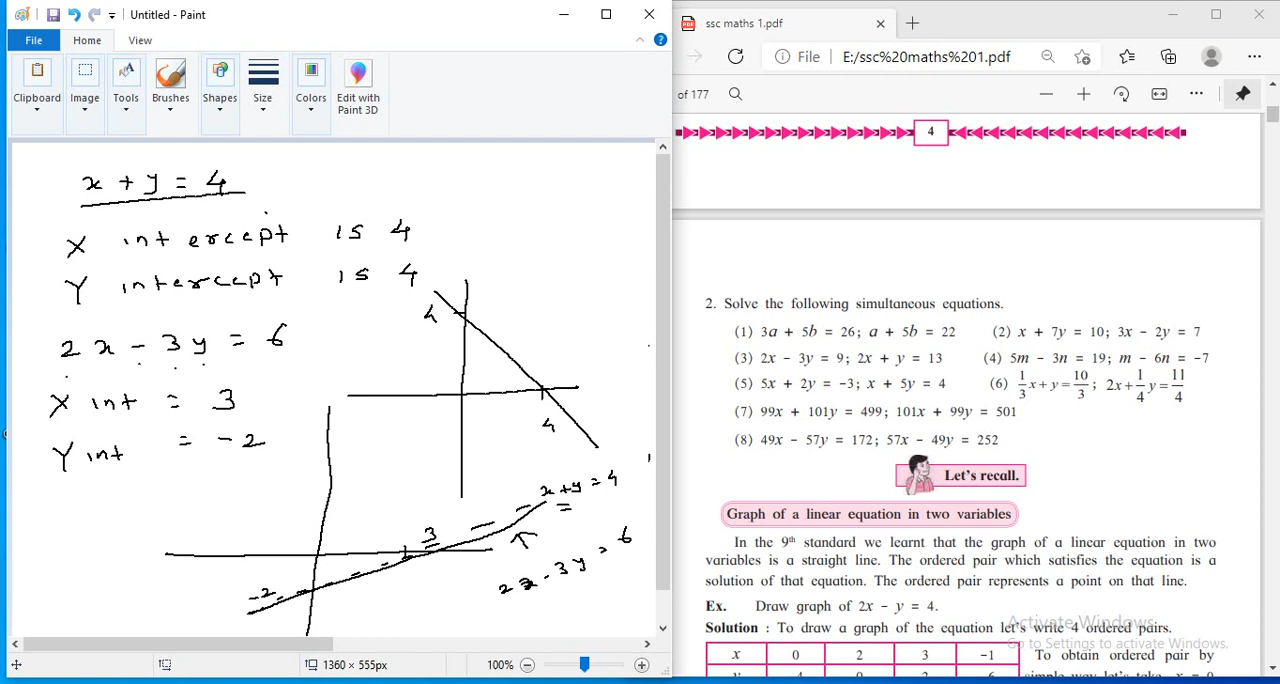 Untitled - Paint
File Home View
Clipboard Image Tools Brushes Shapes Size Colors Edit with Paint 3D
x + y = 4
X intercept is 4
Y intercept is 4
2x - 3y = 6
X int = 3
Y int = -2
4
4
3
-2
x+y = 4
2x - 3y = 6
1360 × 555px
100%
ssc maths 1.pdf
File E:/ssc%20maths%201.pdf
of 177
4
2. Solve the following simultaneous equations.
(1) 3a + 5b = 26; a + 5b = 22 (2) x + 7y = 10; 3x - 2y = 7
(3) 2x - 3y = 9; 2x + y = 13 (4) 5m - 3n = 19; m - 6n = -7
(5) 5x + 2y = -3; x + 5y = 4 (6) 1/3 x + y = 10/3; 2x + 1/4 y = 11/4
(7) 99x + 101y = 499; 101x + 99y = 501
(8) 49x - 57y = 172; 57x - 49y = 252
Let's recall.
Graph of a linear equation in two variables
In the 9th standard we learnt that the graph of a linear equation in two
variables is a straight line. The ordered pair which satisfies the equation is a
solution of that equation. The ordered pair represents a point on that line.
Ex. Draw graph of 2x - y = 4.
Solution : To draw a graph of the equation let's write 4 ordered pairs.
x 0 2 3 -1 To obtain ordered pair by
Activate Windows
Go to Settings to activate Windows.